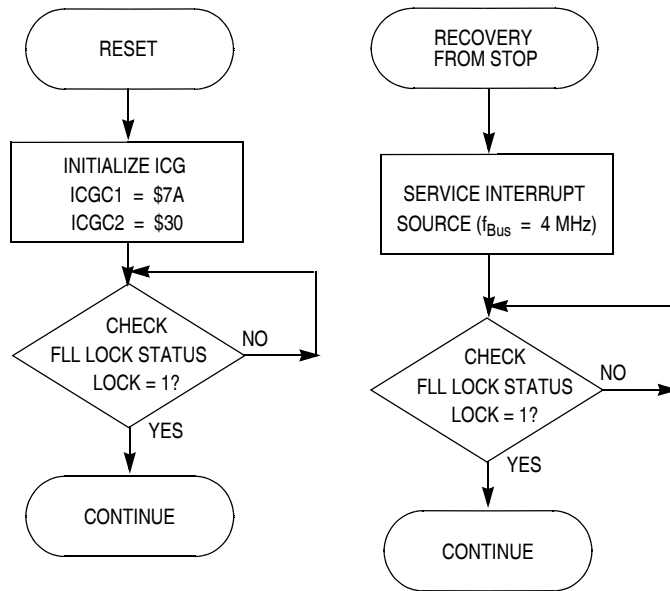 RESET
INITIALIZE ICG
ICGC1 = $7A
ICGC2 = $30
CHECK
FLL LOCK STATUS
LOCK = 1?
NO
YES
CONTINUE
RECOVERY
FROM STOP
SERVICE INTERRUPT
SOURCE (fBus = 4 MHz)
CHECK
FLL LOCK STATUS
LOCK = 1?
NO
YES
CONTINUE